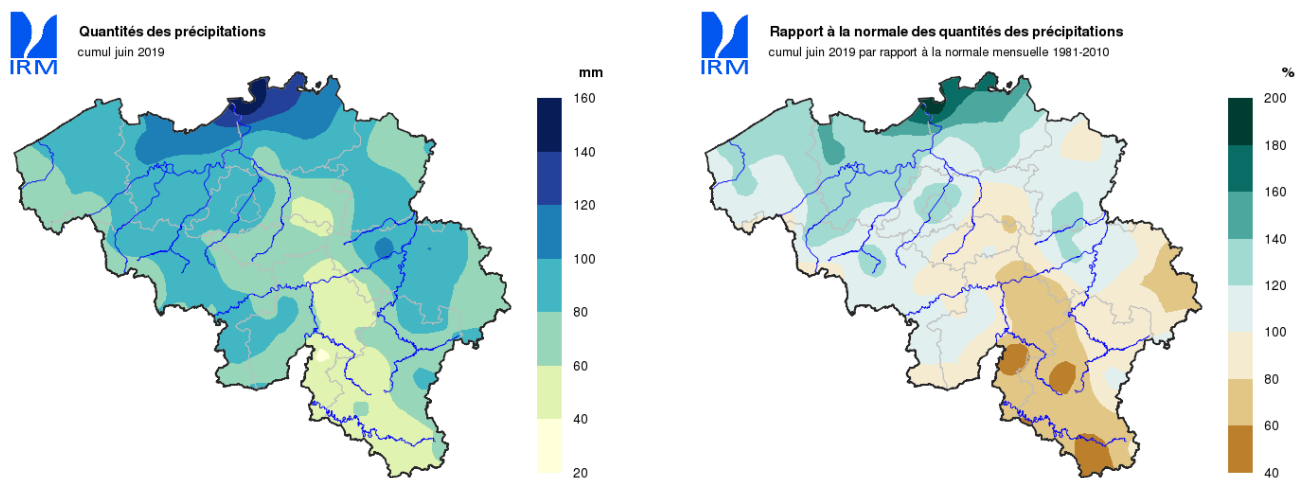 IRM
Quantités des précipitations
cumul juin 2019
mm
160
140
120
100
80
60
40
20
IRM
Rapport à la normale des quantités des précipitations
cumul juin 2019 par rapport à la normale mensuelle 1981-2010
%
200
180
160
140
120
100
80
60
40